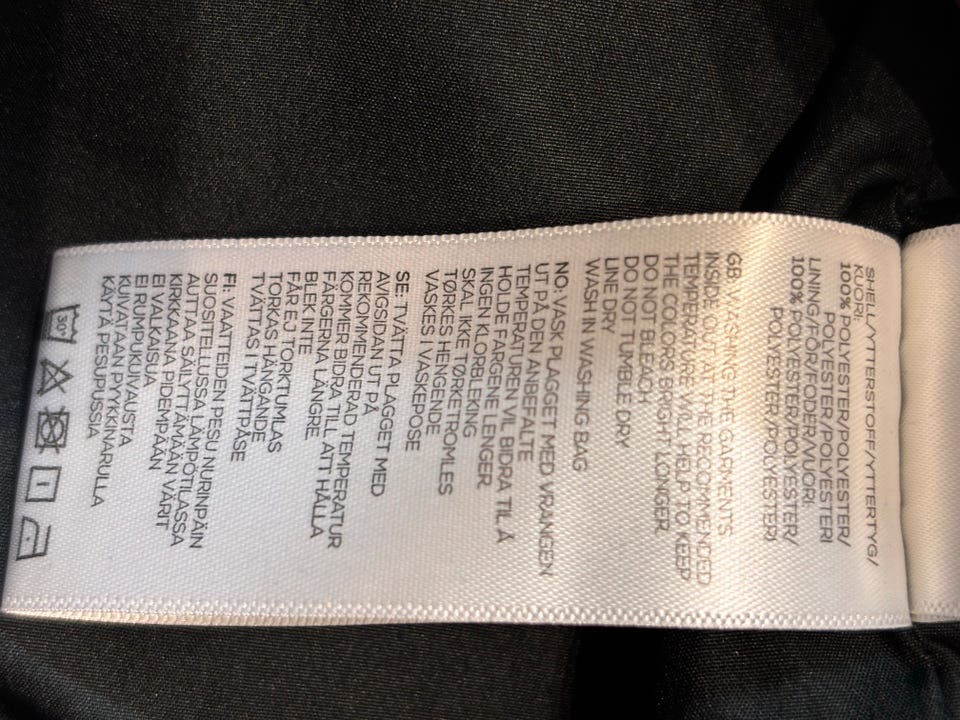 SHELL/YTTERSTOFF/YTTERTYG/
KUORI:
100% POLYESTER/POLYESTER/
POLYESTER/POLYESTERI
LINING/FÔR/FODER/VUORI:
100% POLYESTER/POLYESTER/
POLYESTER/POLYESTERI
GB: WASHING THE GARMENTS
INSIDE OUT AT THE RECOMMENDED
TEMPERATURE WILL HELP TO KEEP
THE COLORS BRIGHT LONGER.
DO NOT BLEACH
DO NOT TUMBLE DRY
LINE DRY
WASH IN WASHING BAG
NO: VASK PLAGGET MED VRANGEN
UT PÅ DEN ANBEFALTE
TEMPERATUREN VIL BIDRA TIL Å
HOLDE FARGENE LENGER.
INGEN KLORBLEKING
SKAL IKKE TØRKETROMLES
TØRKES HENGENDE
VASKES I VASKEPOSE
SE: TVÄTTA PLAGGET MED
AVIGSIDAN UT PÅ
REKOMMENDERAD TEMPERATUR
KOMMER BIDRA TILL ATT HÅLLA
FÄRGERNA LÄNGRE.
BLEK INTE
FÅR EJ TORKTUMLAS
TORKAS HÄNGANDE
TVÄTTAS I TVÄTTPÅSE
FI: VAATTEIDEN PESU NURINPÄIN
SUOSITELLUSSA LÄMPÖTILASSA
AUTTAA SÄILYTTÄMÄÄN VÄRIT
KIRKKAANA PIDEMPÄÄN
EI VALKAISUA
EI RUMPUKUIVAUSTA
KUIVATAAN PYYKKINARULLA
KÄYTÄ PESUPUSSIA
30°